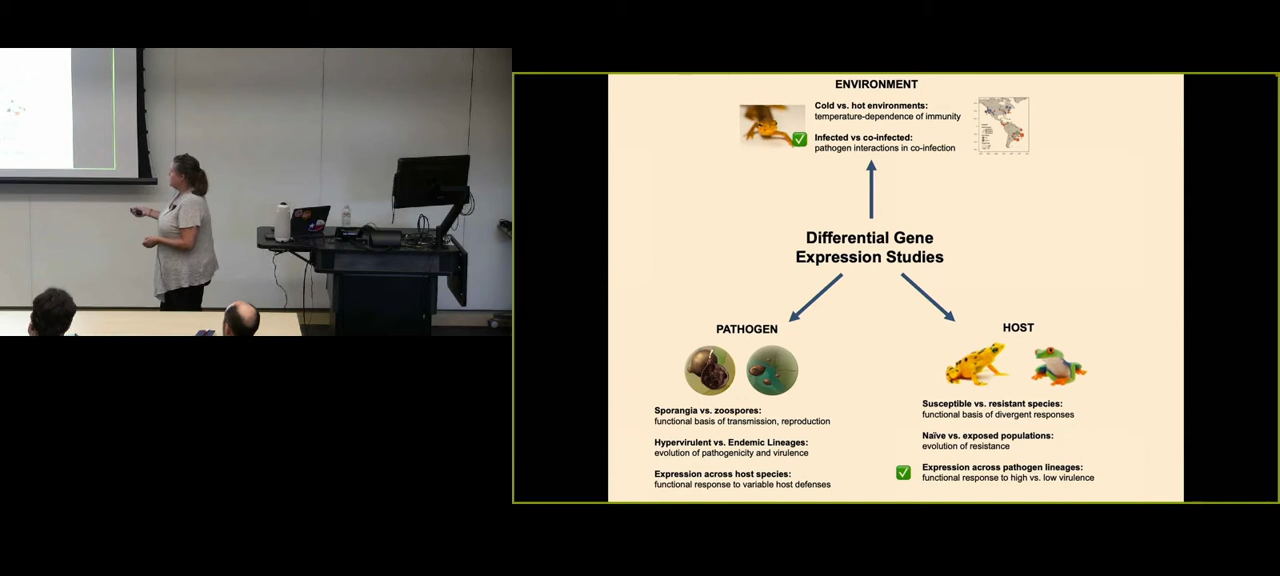 ENVIRONMENT
Cold vs. hot environments:
temperature-dependence of immunity
Infected vs co-infected:
pathogen interactions in co-infection
Differential Gene
Expression Studies
PATHOGEN
Sporangia vs. zoospores:
functional basis of transmission, reproduction
Hypervirulent vs. Endemic Lineages:
evolution of pathogenicity and virulence
Expression across host species:
functional response to variable host defenses
HOST
Susceptible vs. resistant species:
functional basis of divergent responses
Naïve vs. exposed populations:
evolution of resistance
Expression across pathogen lineages:
functional response to high vs. low virulence